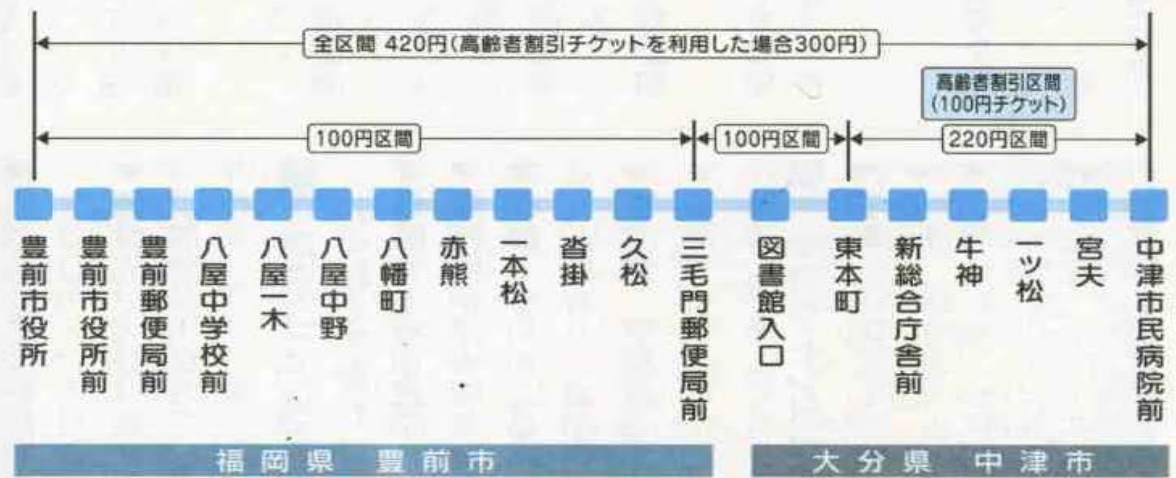 全区間 420円(高齢者割引チケットを利用した場合300円)
高齢者割引区間
(100円チケット)
100円区間
100円区間
220円区間
豊前市役所
豊前市役所前
豊前郵便局前
八屋中学校前
八屋一木
八屋中野
八幡町
赤熊
一本松
沓掛
久松
三毛門郵便局前
図書館入口
東本町
新総合庁舎前
牛神
一ツ松
宮夫
中津市民病院前
福岡県 豊前市
大分県 中津市